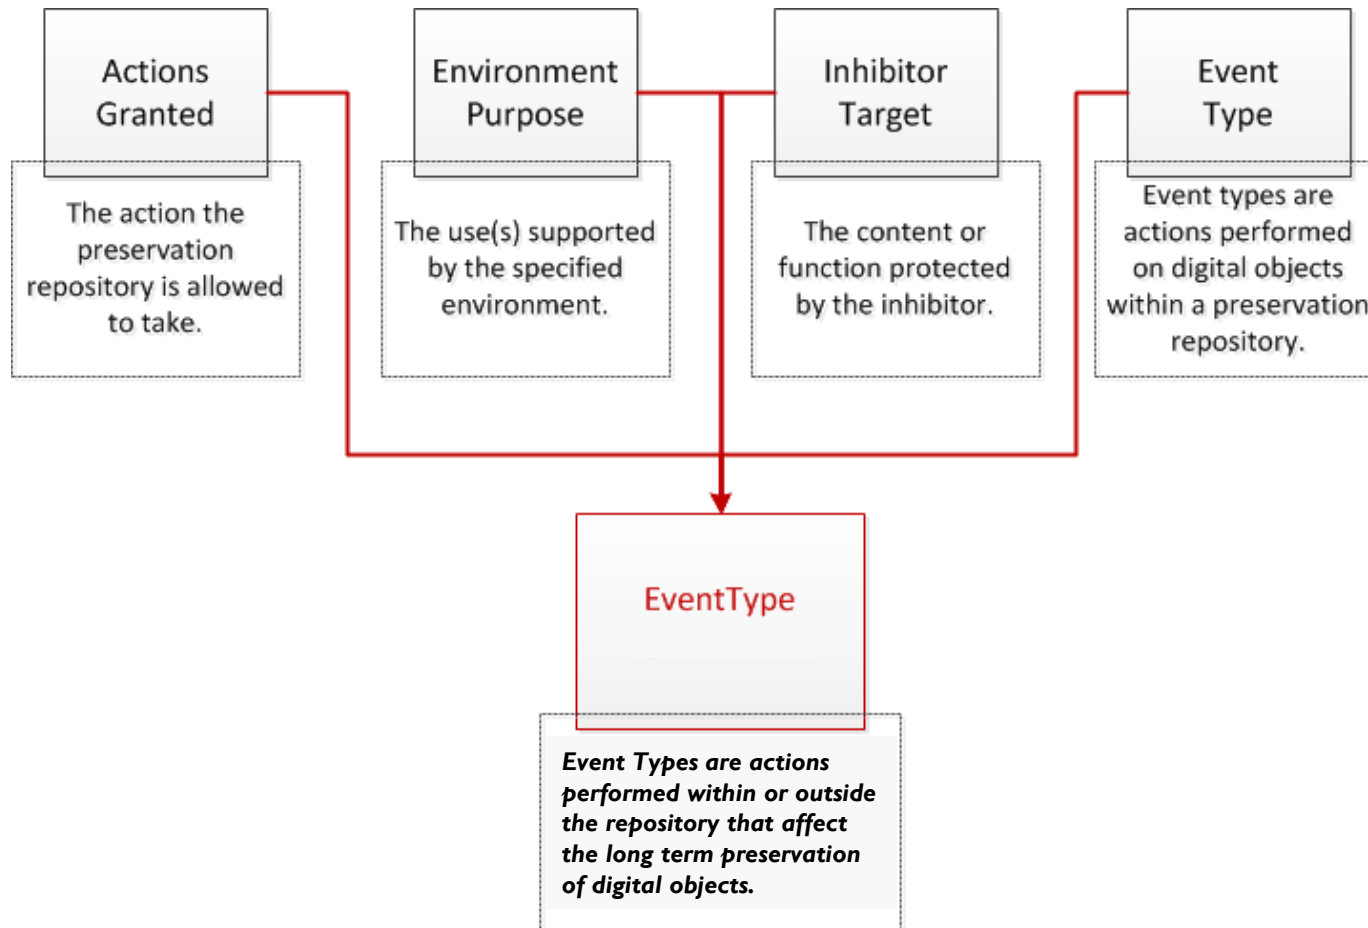 Actions
Granted
Environment
Purpose
Inhibitor
Target
Event
Type
The action the
preservation
repository is allowed
to take.
The use(s) supported
by the specified
environment.
The content or
function protected
by the inhibitor.
Event types are
actions performed
on digital objects
within a preservation
repository.
EventType
Event Types are actions
performed within or outside
the repository that affect
the long term preservation
of digital objects.